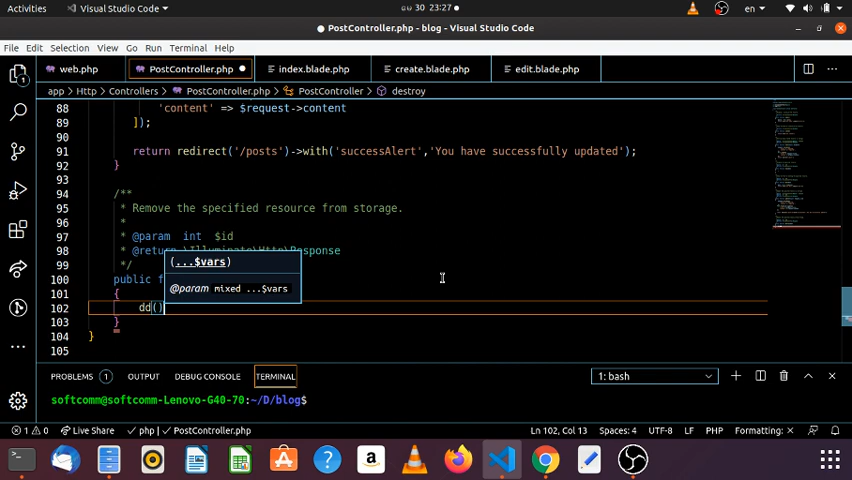 Activities Visual Studio Code ဝ၊ 30 23:27 en
PostController.php - blog - Visual Studio Code
File Edit Selection View Go Run Terminal Help
web.php PostController.php index.blade.php create.blade.php edit.blade.php
app > Http > Controllers > PostController.php > PostController > destroy
88 'content' => $request->content
89 ]);
90
91 return redirect('/posts')->with('successAlert','You have successfully updated');
92 }
93
94 /**
95 * Remove the specified resource from storage.
96 *
97 * @param int $id
98 * @return \Illuminate\Http\Response
99 */
100 public f
101 {
102 dd()
103 }
104 }
105
(...$vars)
@param mixed ...$vars
PROBLEMS 1 OUTPUT DEBUG CONSOLE TERMINAL 1: bash
softcomm@softcomm-Lenovo-G40-70:~/D/blog$
1 0 Live Share php | PostController.php Ln 102, Col 13 Spaces: 4 UTF-8 LF PHP Formatting: ×